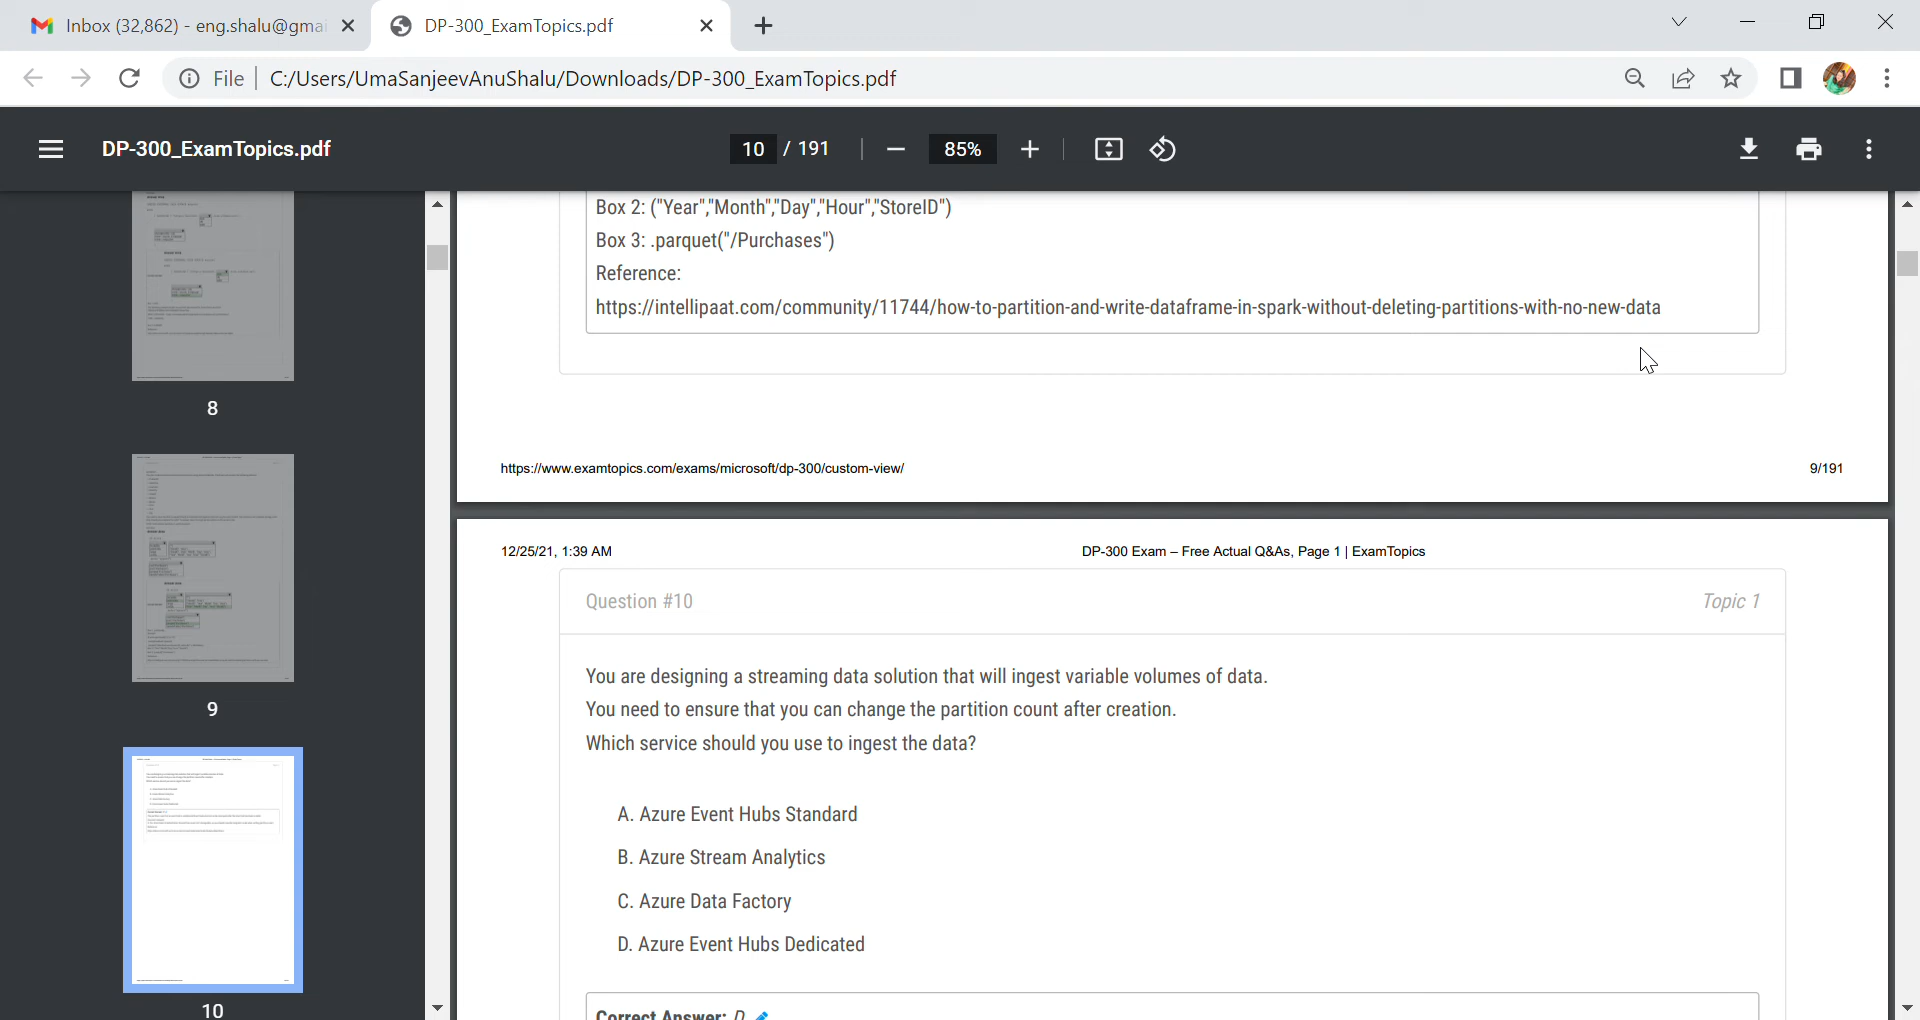 Inbox (32,862) - eng.shalu@gmai
DP-300_ExamTopics.pdf
File
C:/Users/UmaSanjeevAnuShalu/Downloads/DP-300_ExamTopics.pdf
DP-300_ExamTopics.pdf
10 / 191
85%
8
9
10
Box 2: ("Year","Month","Day","Hour","StoreID")
Box 3: .parquet("/Purchases")
Reference:
https://intellipaat.com/community/11744/how-to-partition-and-write-dataframe-in-spark-without-deleting-partitions-with-no-new-data
https://www.examtopics.com/exams/microsoft/dp-300/custom-view/
9/191
12/25/21, 1:39 AM
DP-300 Exam – Free Actual Q&As, Page 1 | ExamTopics
Question #10
Topic 1
You are designing a streaming data solution that will ingest variable volumes of data.
You need to ensure that you can change the partition count after creation.
Which service should you use to ingest the data?
A. Azure Event Hubs Standard
B. Azure Stream Analytics
C. Azure Data Factory
D. Azure Event Hubs Dedicated
Correct Answer: D